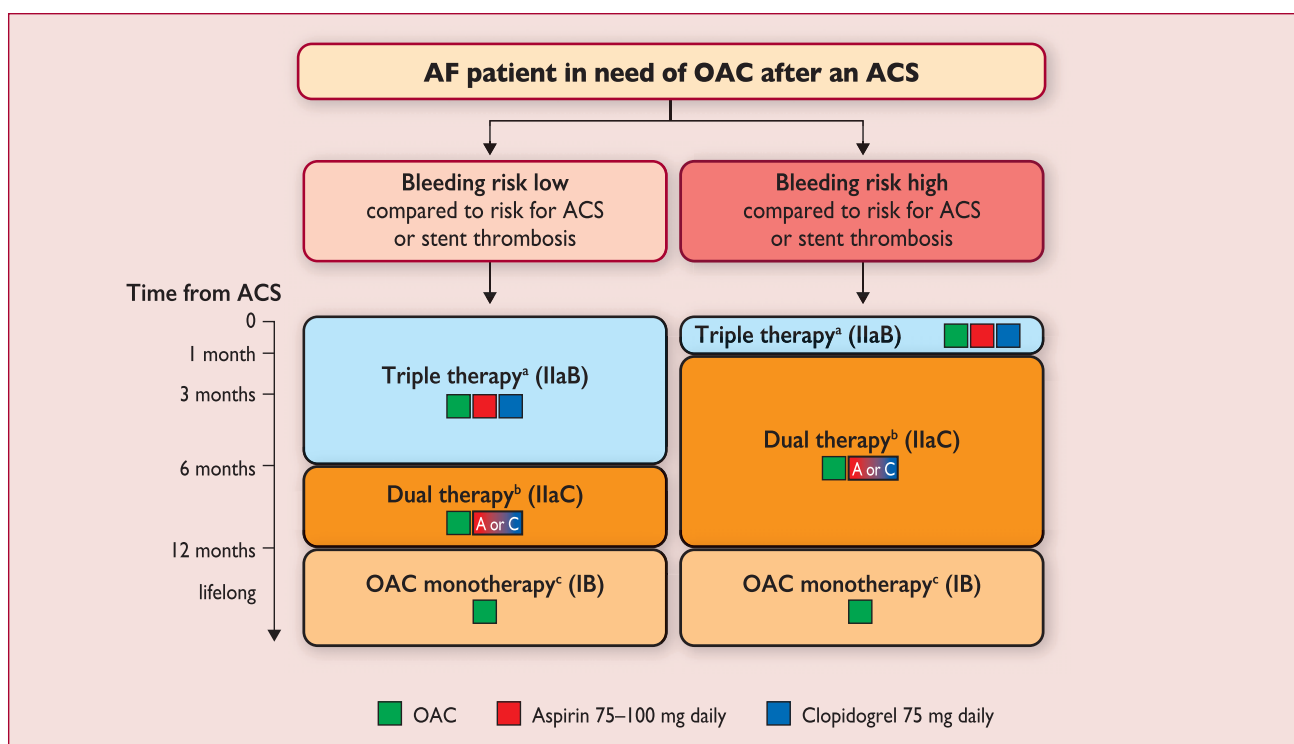 AF patient in need of OAC after an ACS
Bleeding risk low
compared to risk for ACS
or stent thrombosis
Bleeding risk high
compared to risk for ACS
or stent thrombosis
Time from ACS
0
1 month
3 months
6 months
12 months
lifelong
Triple therapyᵃ (IIaB)
Dual therapyᵇ (IIaC)
A or C
OAC monotherapyᶜ (IB)
Triple therapyᵃ (IIaB)
Dual therapyᵇ (IIaC)
A or C
OAC monotherapyᶜ (IB)
OAC
Aspirin 75–100 mg daily
Clopidogrel 75 mg daily